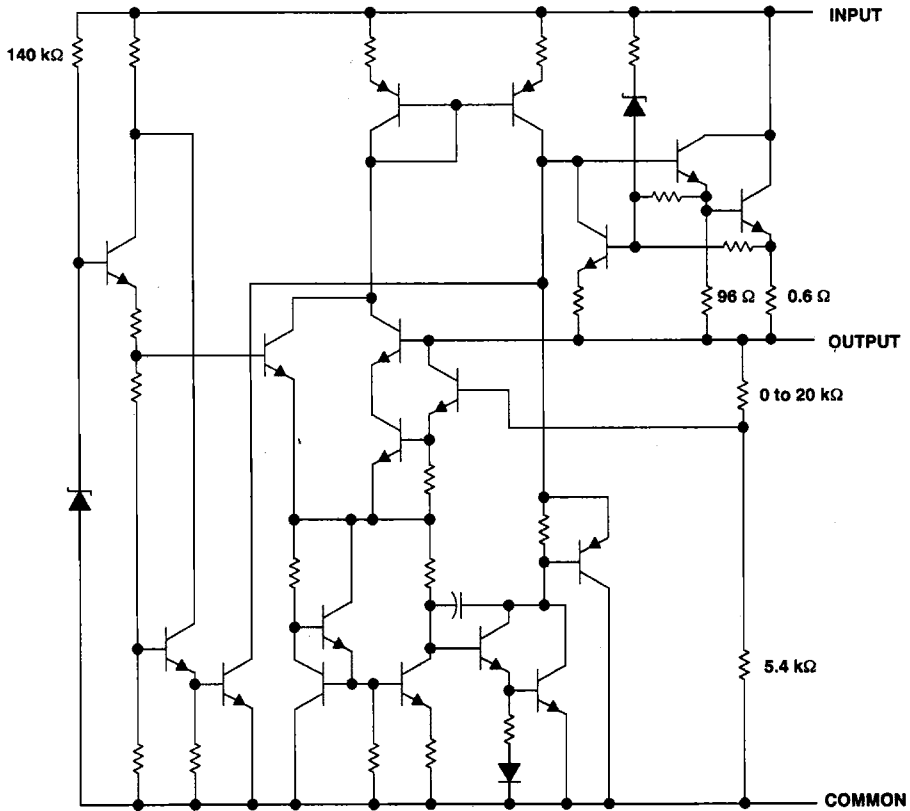 INPUT
140 kΩ
96 Ω
0.6 Ω
OUTPUT
0 to 20 kΩ
5.4 kΩ
COMMON